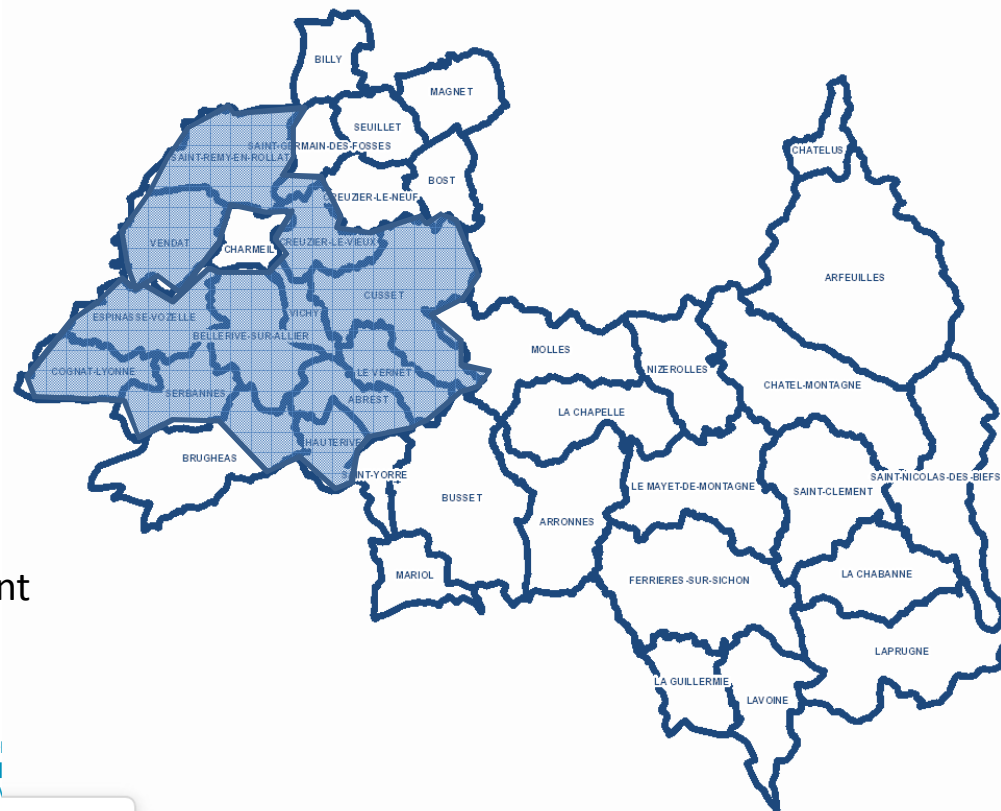 BILLY
MAGNET
SEUILLET
SAINT-GERMAIN-DES-FOSSES
CHATELUS
SAINT-REMY-EN-ROLLAT
BOST
CREUZIER-LE-NEUF
VENDAT
CHARMEIL
CREUZIER-LE-VIEUX
ARFEUILLES
CUSSET
ESPINASSE-VOZELLE
VICHY
BELLERIVE-SUR-ALLIER
MOLLES
COGNAT-LYONNE
LE VERNET
NIZEROLLES
CHATEL-MONTAGNE
SERBANNES
ABREST
LA CHAPELLE
HAUTERIVE
BRUGHEAS
SAINT-YORRE
SAINT-NICOLAS-DES-BIEFS
LE MAYET-DE-MONTAGNE
SAINT-CLEMENT
BUSSET
ARRONNES
MARIOL
FERRIERES-SUR-SICHON
LA CHABANNE
nt
LAPRUGNE
LA GUILLERMIE
LAVOINE